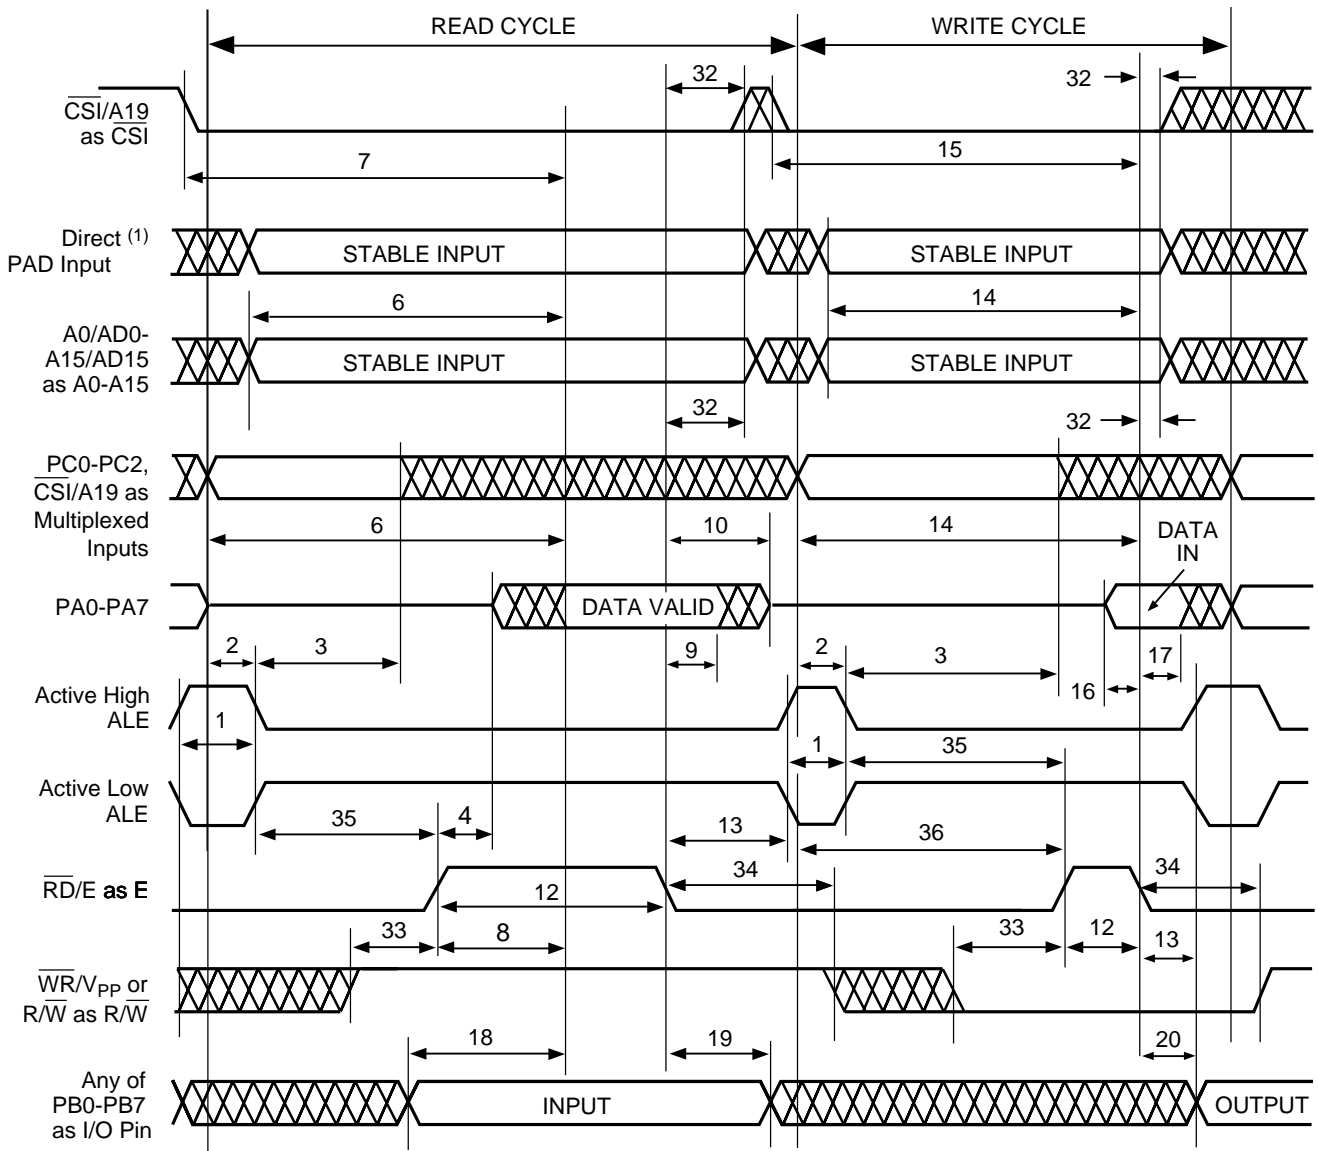 READ CYCLE
WRITE CYCLE
32
32
CSI/A19
as CSI
7
15
Direct (1)
PAD Input
STABLE INPUT
STABLE INPUT
6
14
A0/AD0-
A15/AD15
as A0-A15
STABLE INPUT
STABLE INPUT
32
32
PC0-PC2,
CSI/A19 as
Multiplexed
Inputs
6
10
14
DATA
IN
PA0-PA7
DATA VALID
2
3
9
2
3
17
16
Active High
ALE
1
1
35
Active Low
ALE
35
4
13
36
34
34
RD/E as E
12
33
8
33
12
13
WR/VPP or
R/W as R/W
18
19
20
Any of
PB0-PB7
as I/O Pin
INPUT
OUTPUT